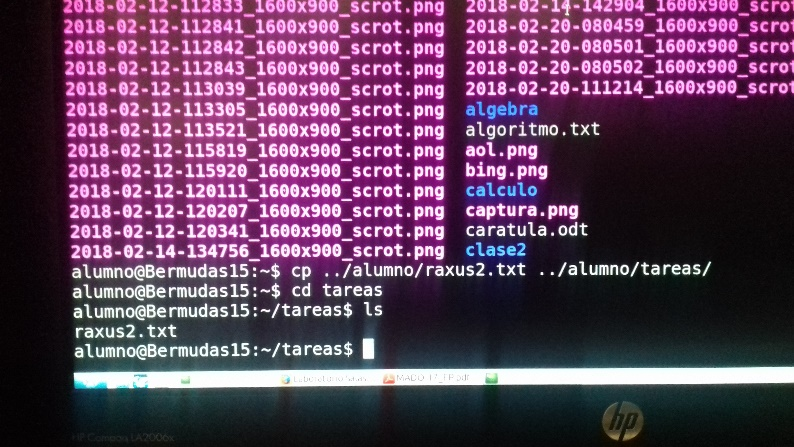 2018-02-12-112833_1600x900_scrot.png 2018-02-14-142904_1600x900_scrot
2018-02-12-112841_1600x900_scrot.png 2018-02-20-080459_1600x900_scrot
2018-02-12-112842_1600x900_scrot.png 2018-02-20-080501_1600x900_scrot
2018-02-12-112843_1600x900_scrot.png 2018-02-20-080502_1600x900_scrot
2018-02-12-113039_1600x900_scrot.png 2018-02-20-111214_1600x900_scrot
2018-02-12-113305_1600x900_scrot.png algebra
2018-02-12-113521_1600x900_scrot.png algoritmo.txt
2018-02-12-115819_1600x900_scrot.png aol.png
2018-02-12-115920_1600x900_scrot.png bing.png
2018-02-12-120111_1600x900_scrot.png calculo
2018-02-12-120207_1600x900_scrot.png captura.png
2018-02-12-120341_1600x900_scrot.png caratula.odt
2018-02-14-134756_1600x900_scrot.png clase2
alumno@Bermudas15:~$ cp ../alumno/raxus2.txt ../alumno/tareas/
alumno@Bermudas15:~$ cd tareas
alumno@Bermudas15:~/tareas$ ls
raxus2.txt
alumno@Bermudas15:~/tareas$
HP Compaq LA2006x
hp